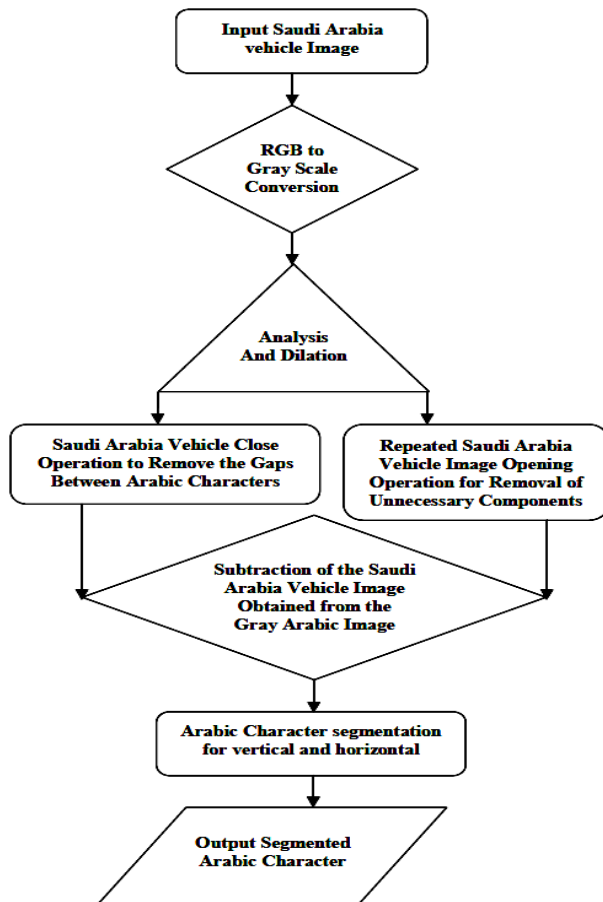 Input Saudi Arabia
vehicle Image
RGB to
Gray Scale
Conversion
Analysis
And Dilation
Saudi Arabia Vehicle Close
Operation to Remove the Gaps
Between Arabic Characters
Repeated Saudi Arabia
Vehicle Image Opening
Operation for Removal of
Unnecessary Components
Subtraction of the Saudi
Arabia Vehicle Image
Obtained from the
Gray Arabic Image
Arabic Character segmentation
for vertical and horizontal
Output Segmented
Arabic Character